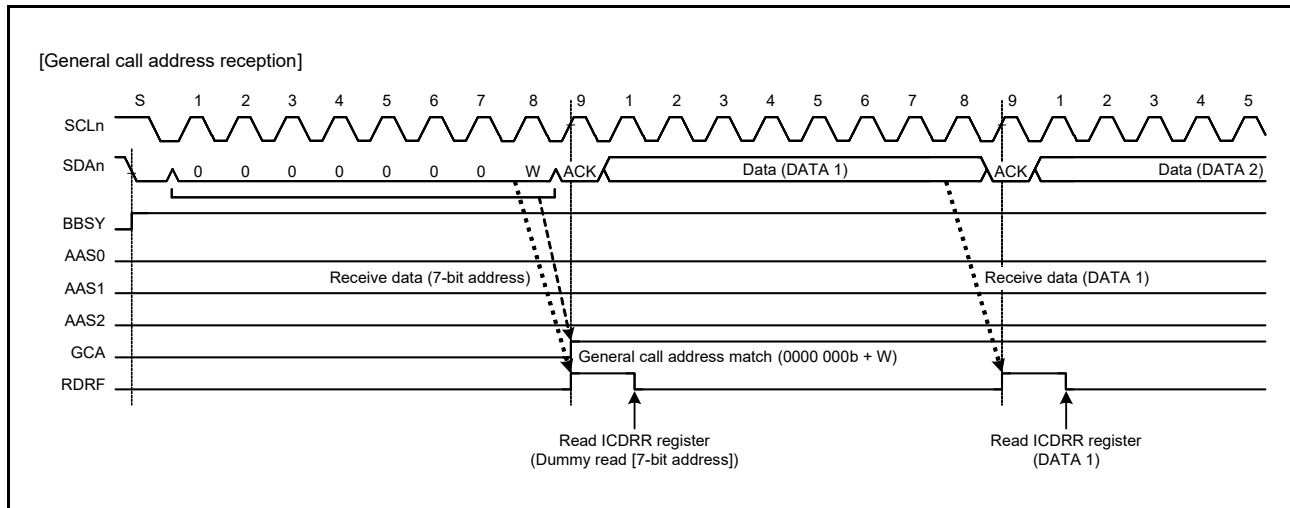 [General call address reception]
S 1 2 3 4 5 6 7 8 9 1 2 3 4 5 6 7 8 9 1 2 3 4 5
SCLn
SDAn 0 0 0 0 0 0 0 W ACK Data (DATA 1) ACK Data (DATA 2)
BBSY
AAS0
Receive data (7-bit address) Receive data (DATA 1)
AAS1
AAS2
GCA General call address match (0000 000b + W)
RDRF
Read ICDRR register Read ICDRR register
(Dummy read [7-bit address]) (DATA 1)